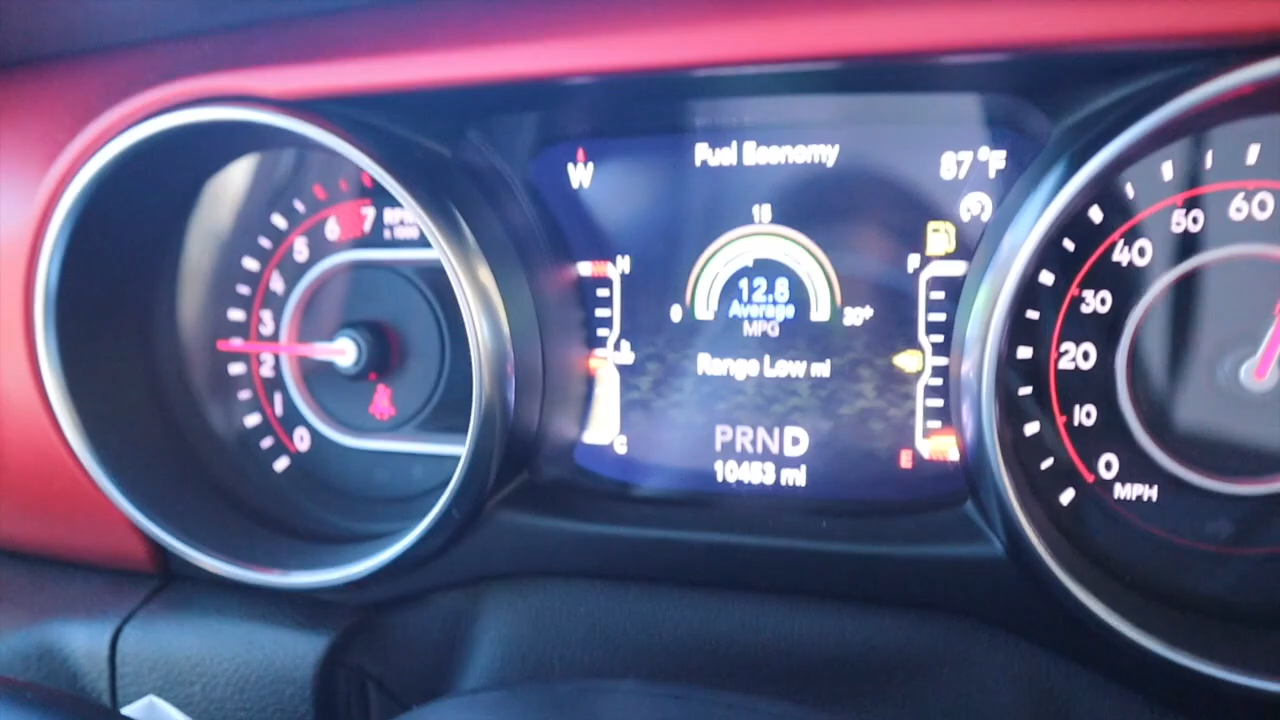 7 RPM
x 1000
6
5
4
3
2
1
0
W
Fuel Economy
87°F
15
0
30+
12.8
Average
MPG
Range Low mi
H
C
F
E
PRND
10453 mi
60
50
40
30
20
10
0
MPH